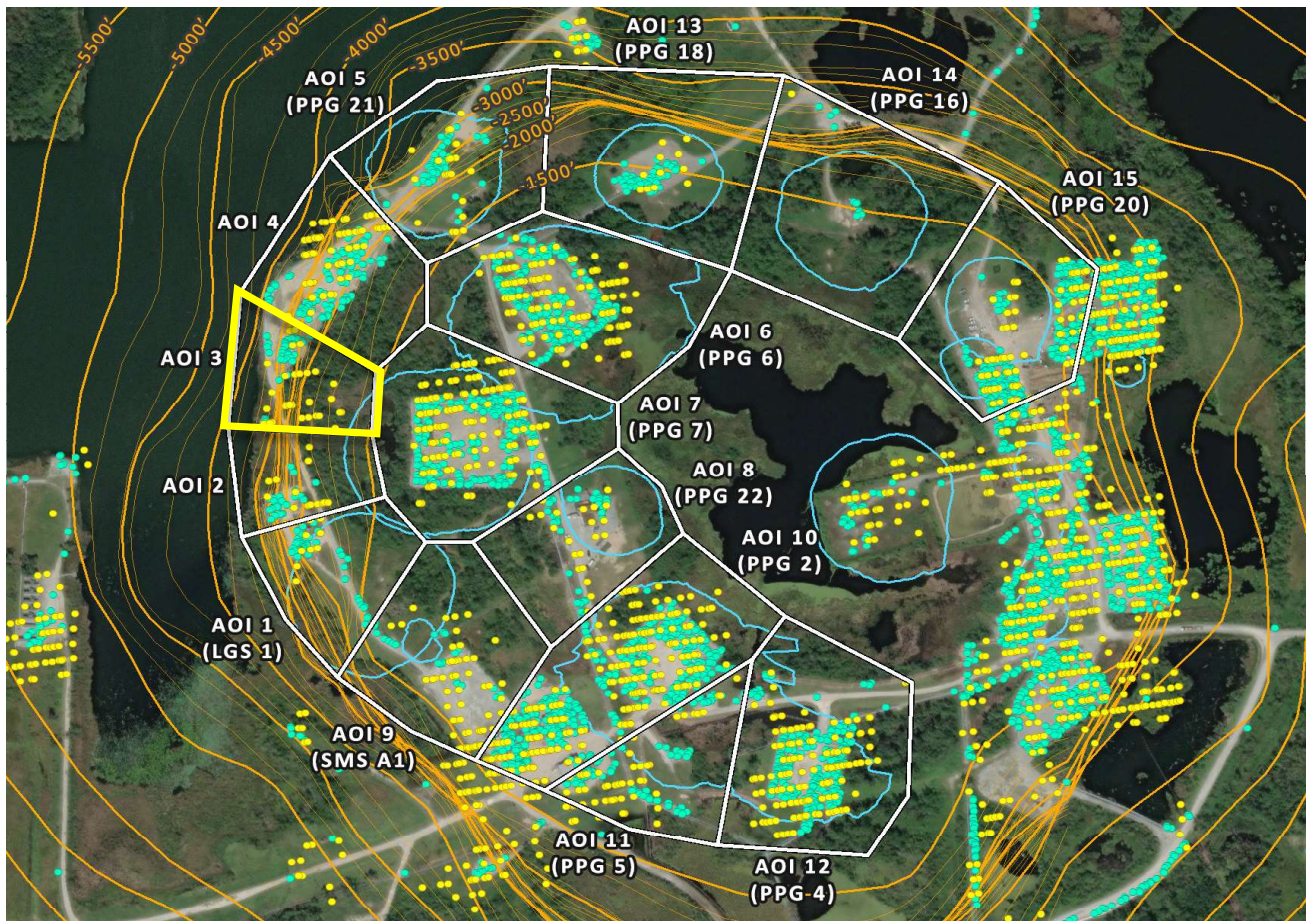 -5500'
-5000'
-4500'
-4000'
-3500'
-3000'
-2500'
-2000'
-1500'
AOI 13
(PPG 18)
AOI 5
(PPG 21)
AOI 14
(PPG 16)
AOI 15
(PPG 20)
AOI 4
AOI 3
AOI 6
(PPG 6)
AOI 7
(PPG 7)
AOI 8
(PPG 22)
AOI 2
AOI 10
(PPG 2)
AOI 1
(LGS 1)
AOI 9
(SMS A1)
AOI 11
(PPG 5)
AOI 12
(PPG 4)